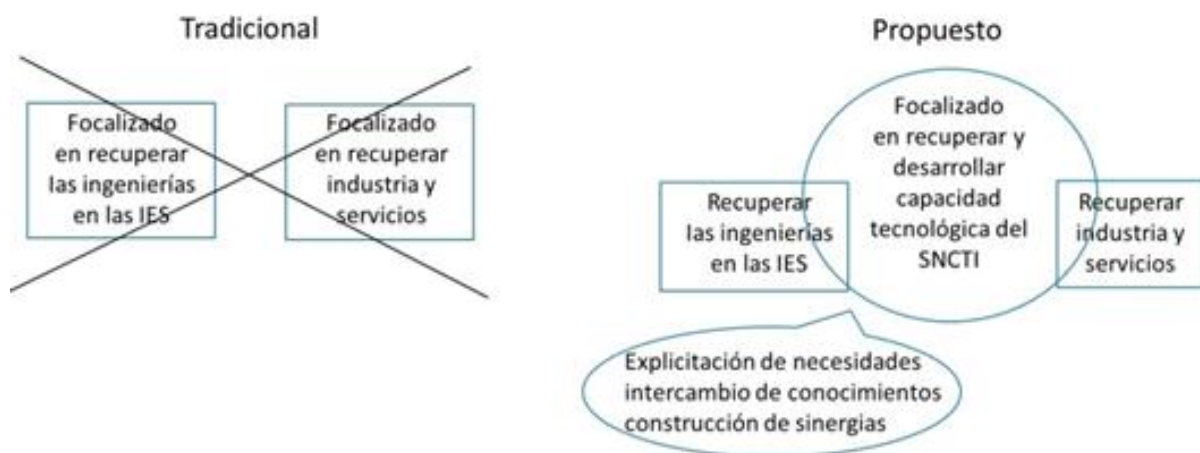 Tradicional
Focalizado
en recuperar
las ingenierías
en las IES
Focalizado
en recuperar
industria y
servicios
Propuesto
Focalizado
en recuperar y
desarrollar
capacidad
tecnológica del
SNCTI
Recuperar
las ingenierías
en las IES
Recuperar
industria y
servicios
Explicitación de necesidades
intercambio de conocimientos
construcción de sinergias